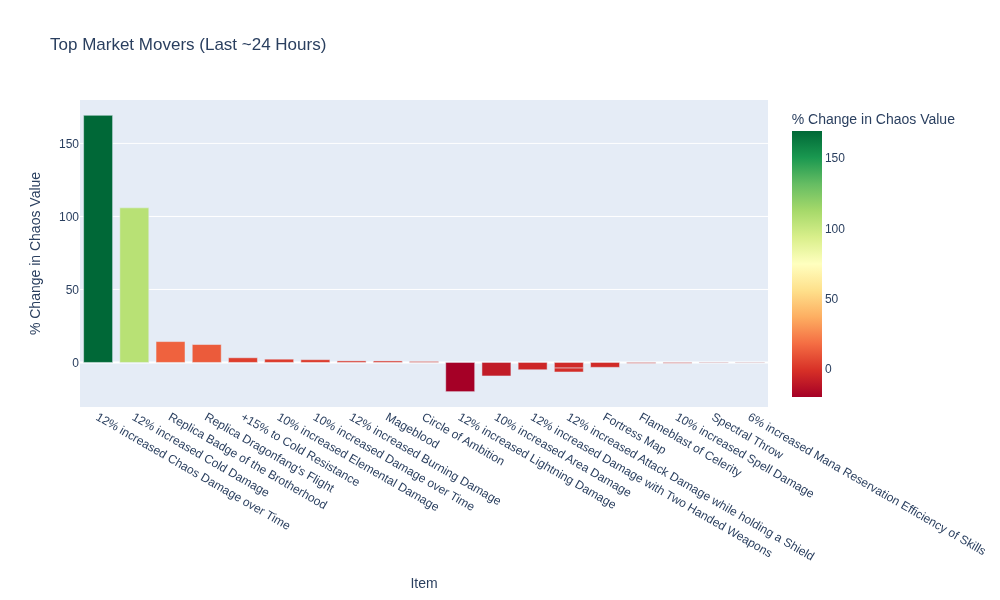 Top Market Movers (Last ~24 Hours)
% Change in Chaos Value
150
100
50
0
% Change in Chaos Value
150
100
50
0
12% increased Chaos Damage over Time
12% increased Cold Damage
Replica Badge of the Brotherhood
Replica Dragonfang's Flight
+15% to Cold Resistance
10% increased Elemental Damage
10% increased Damage over Time
12% increased Burning Damage
Mageblood
Circle of Ambition
12% increased Lightning Damage
10% increased Area Damage
12% increased Damage with Two Handed Weapons
12% increased Attack Damage while holding a Shield
Fortress Map
Flameblast of Celerity
10% increased Spell Damage
Spectral Throw
6% increased Mana Reservation Efficiency of Skills
Item